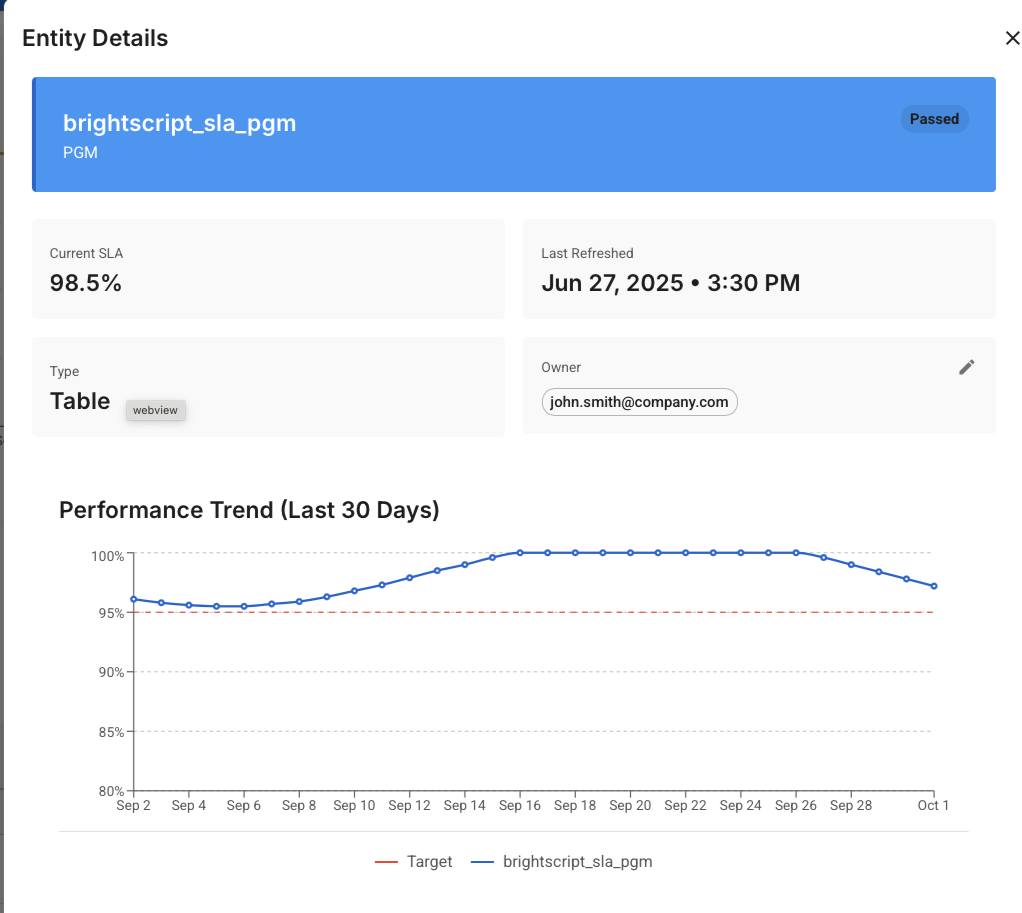 Entity Details
brightscript_sla_pgm
Passed
PGM
Current SLA
98.5%
Last Refreshed
Jun 27, 2025 • 3:30 PM
Type
Table
webview
Owner
john.smith@company.com
Performance Trend (Last 30 Days)
100%
95%
90%
85%
80%
Sep 2 Sep 4 Sep 6 Sep 8 Sep 10 Sep 12 Sep 14 Sep 16 Sep 18 Sep 20 Sep 22 Sep 24 Sep 26 Sep 28 Oct 1
Target brightscript_sla_pgm